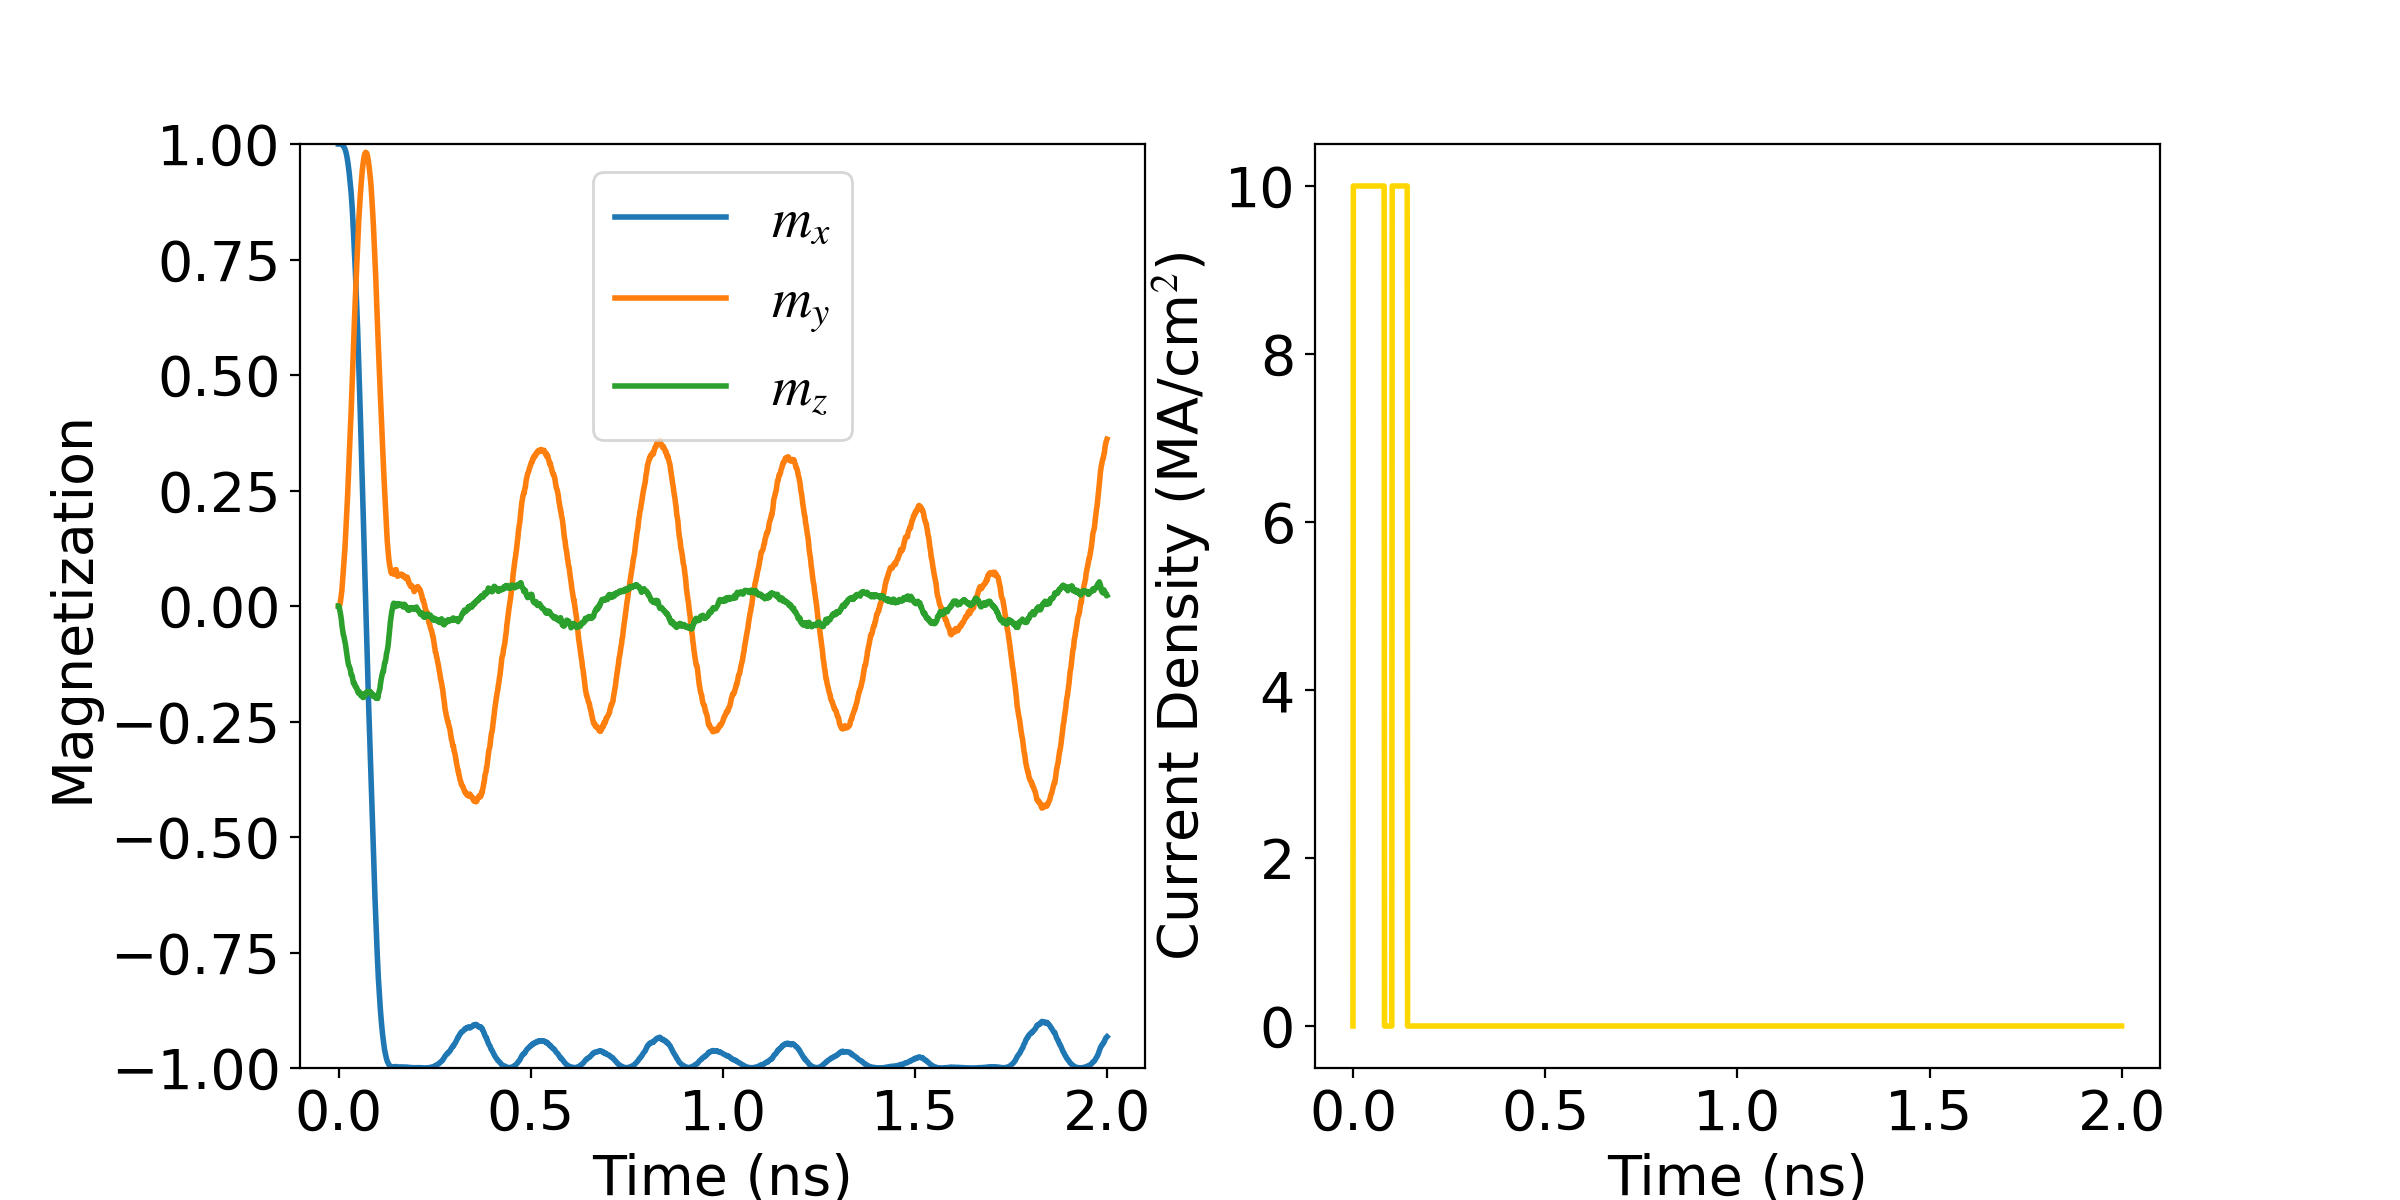 1.00
0.75
0.50
0.25
0.00
−0.25
−0.50
−0.75
−1.00
Magnetization
0.0 0.5 1.0 1.5 2.0
Time (ns)
m_x
m_y
m_z
10
8
6
4
2
0
Current Density (MA/cm²)
0.0 0.5 1.0 1.5 2.0
Time (ns)